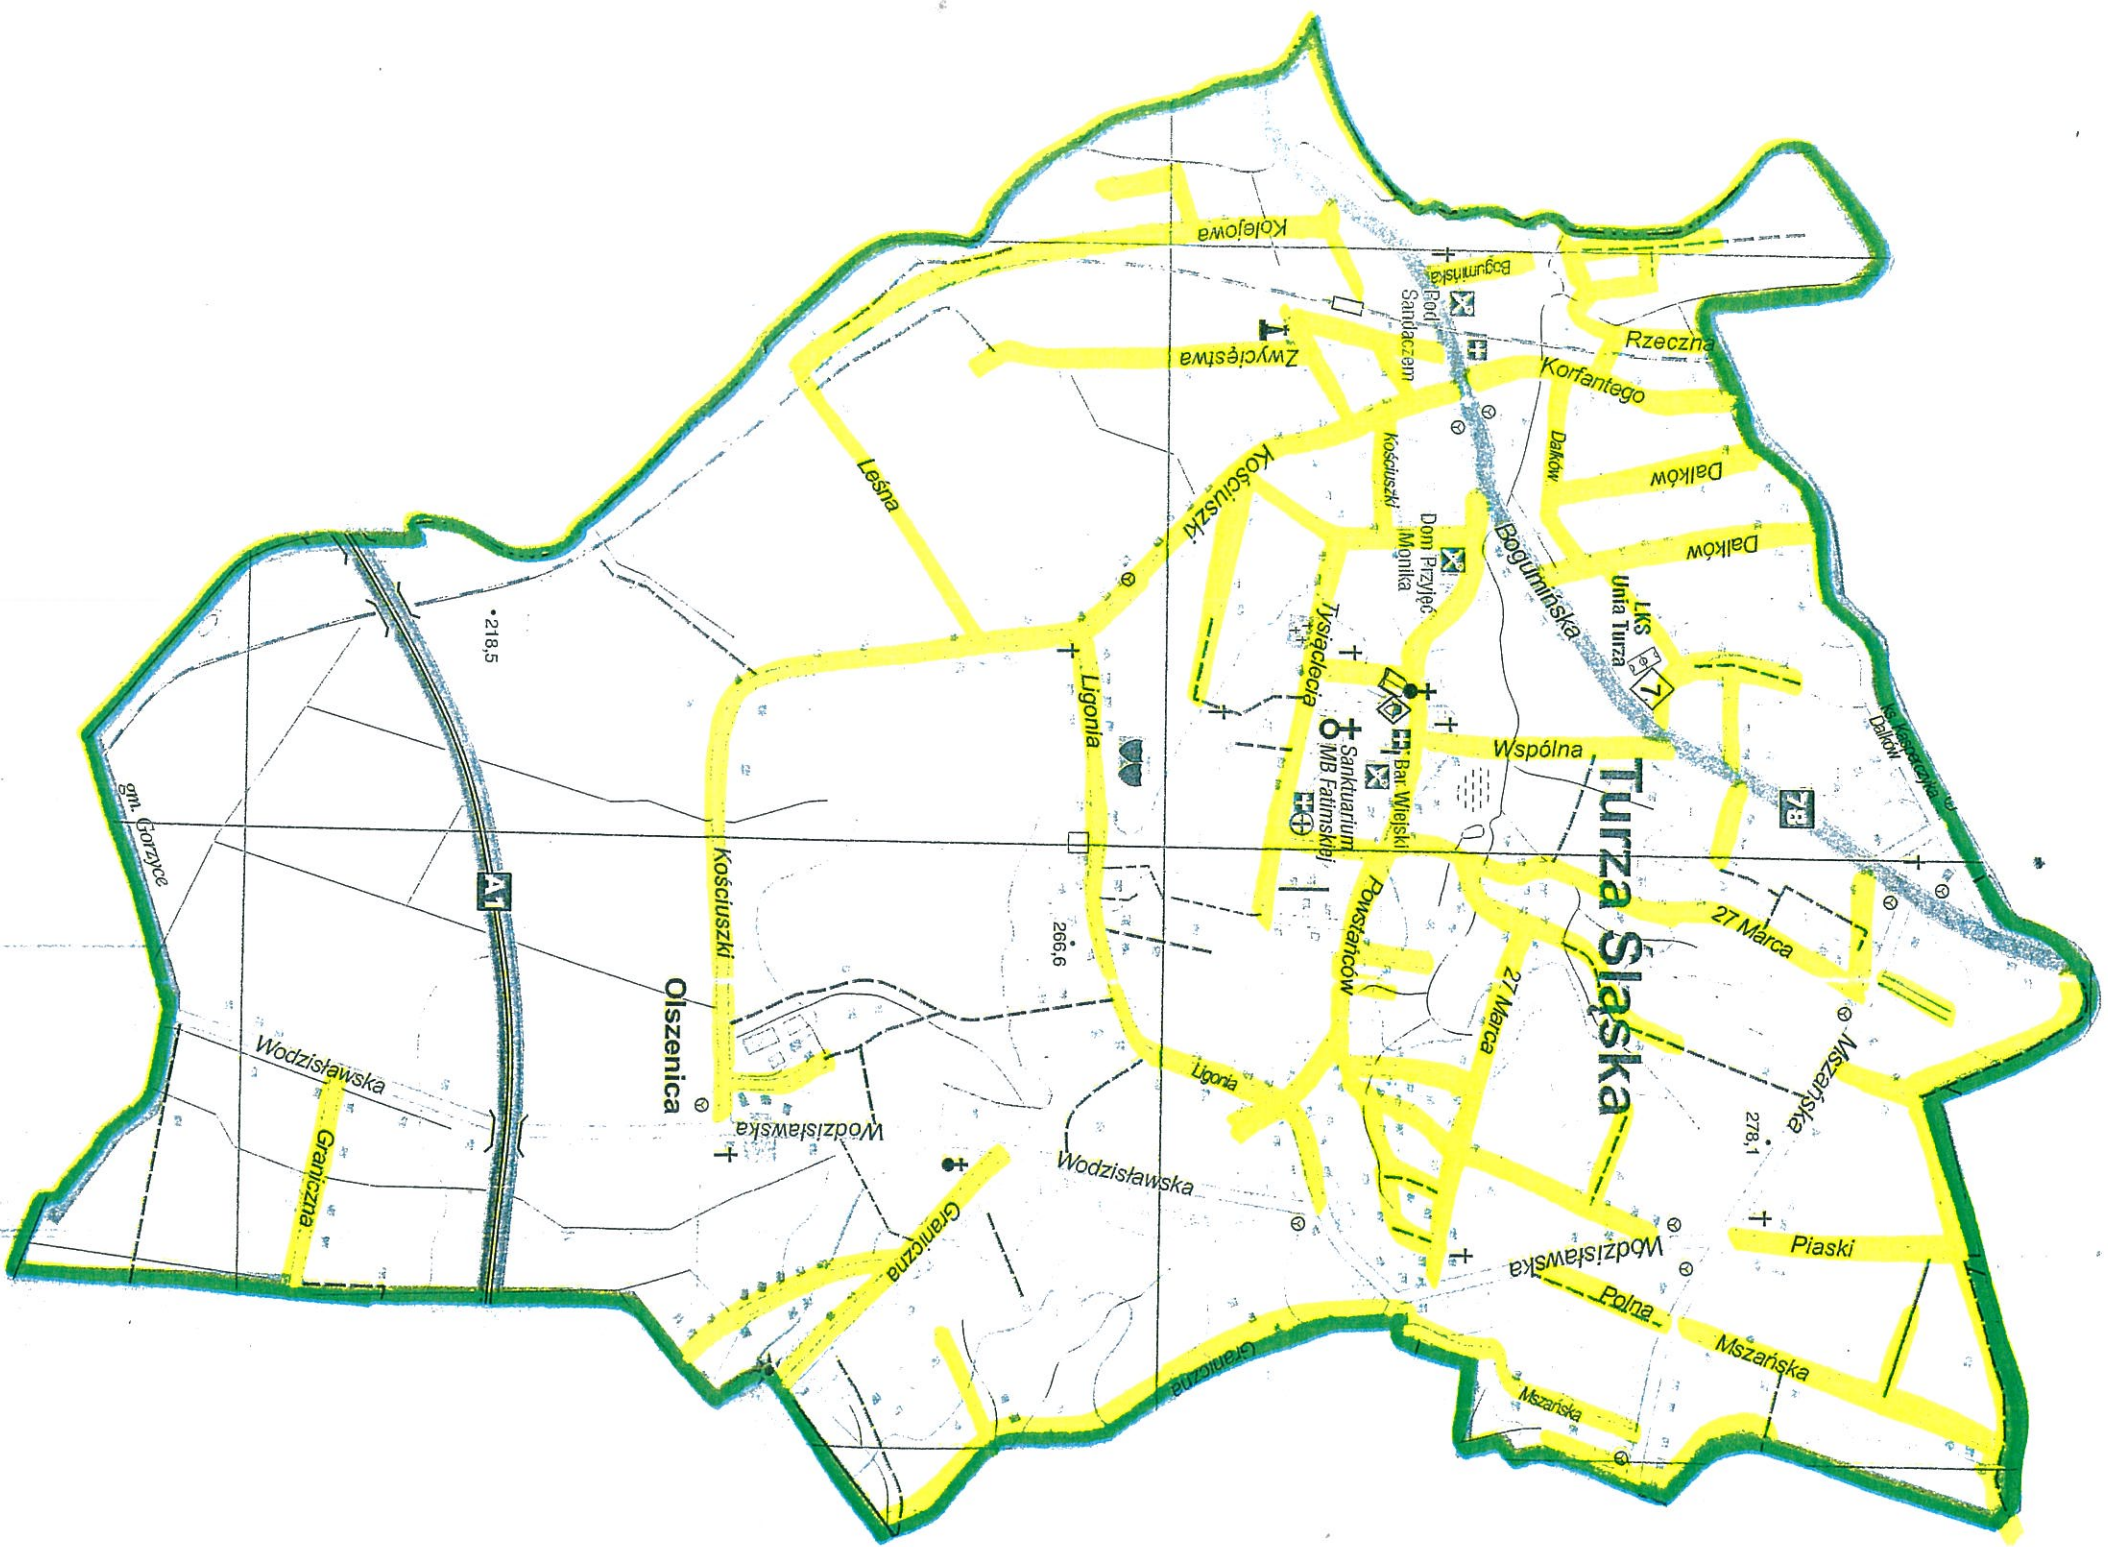 Kolejowa
Bogumińska
Pod
Sandaczem
Rzeczna
Zwycięstwa
Korfantego
Kościuszki
Kościuszki
Dalków
Dalków
Dalków
Leśna
Dom Przyjęć
Monika
Bogumińska
LKS
Unia Turza
7
Tysiąclecia
218,5
Ligonia
Sanktuarium
MB Fatimskiej
Bar Wiejski
Wspólna
Turza Śląska
78
Dalków
gm. Gorzyce
A1
Kościuszki
266,6
Powstańców
27 Marca
27 Marca
Olszenica
Wodzisławska
Ligonia
Mszańska
278,1
Wodzisławska
Wodzisławska
Graniczna
Graniczna
Wodzisławska
Piaski
Polna
Mszańska
Graniczna
Mszańska